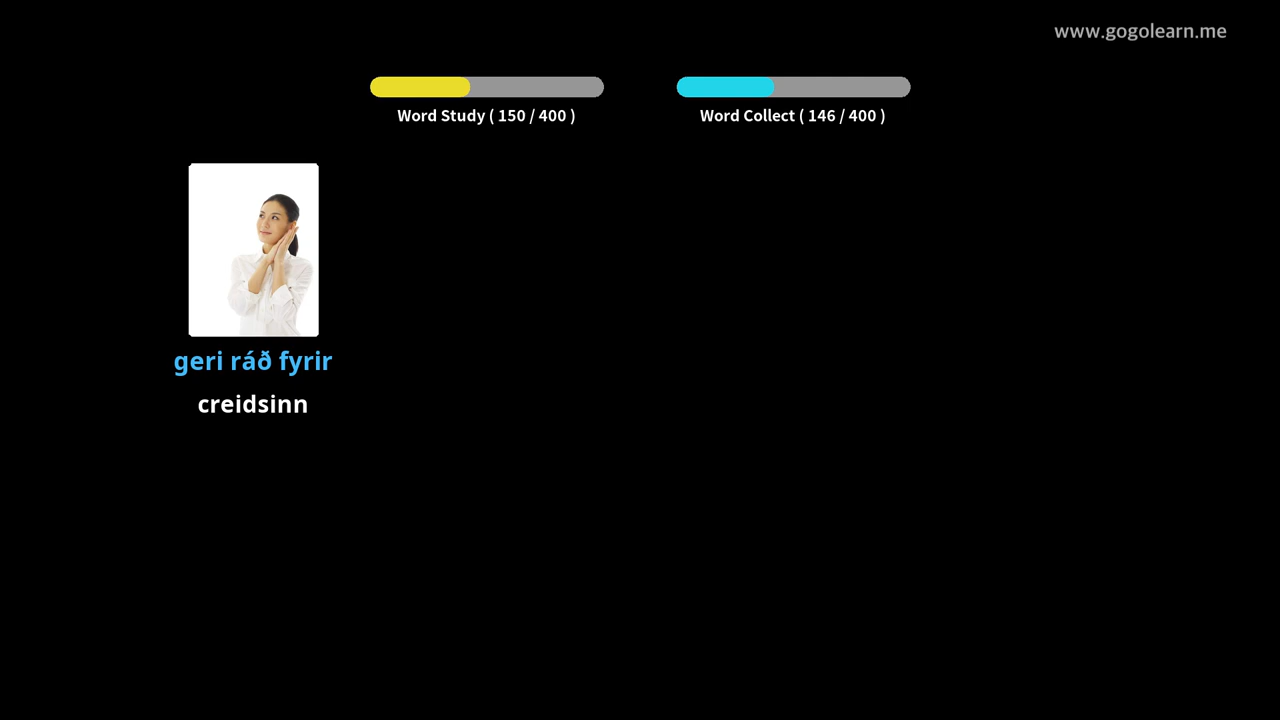 www.gogolearn.me
Word Study ( 150 / 400 )
Word Collect ( 146 / 400 )
geri ráð fyrir
creidsinn